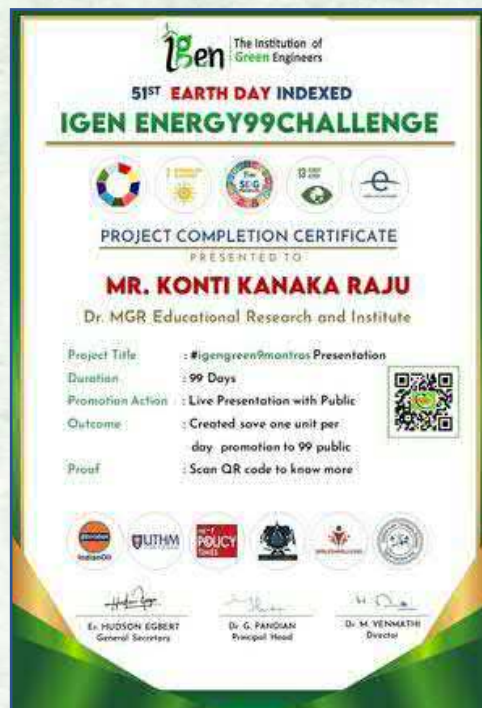 igen The Institution of
Green Engineers
51ST EARTH DAY INDEXED
IGEN ENERGY99CHALLENGE
PROJECT COMPLETION CERTIFICATE
PRESENTED TO
MR. KONTI KANAKA RAJU
Dr. MGR Educational Research and Institute
Project Title : #igengreen9mantras Presentation
Duration : 99 Days
Promotion Action : Live Presentation with Public
Outcome : Created save one unit per
day promotion to 99 public
Proof : Scan QR code to know more
IndianOil UTHM POLICY TIMES
Er. HUDSON EGBERT Dr. G. PANDIAN Dr. M. VENMATHI
General Secretary Principal Head Director